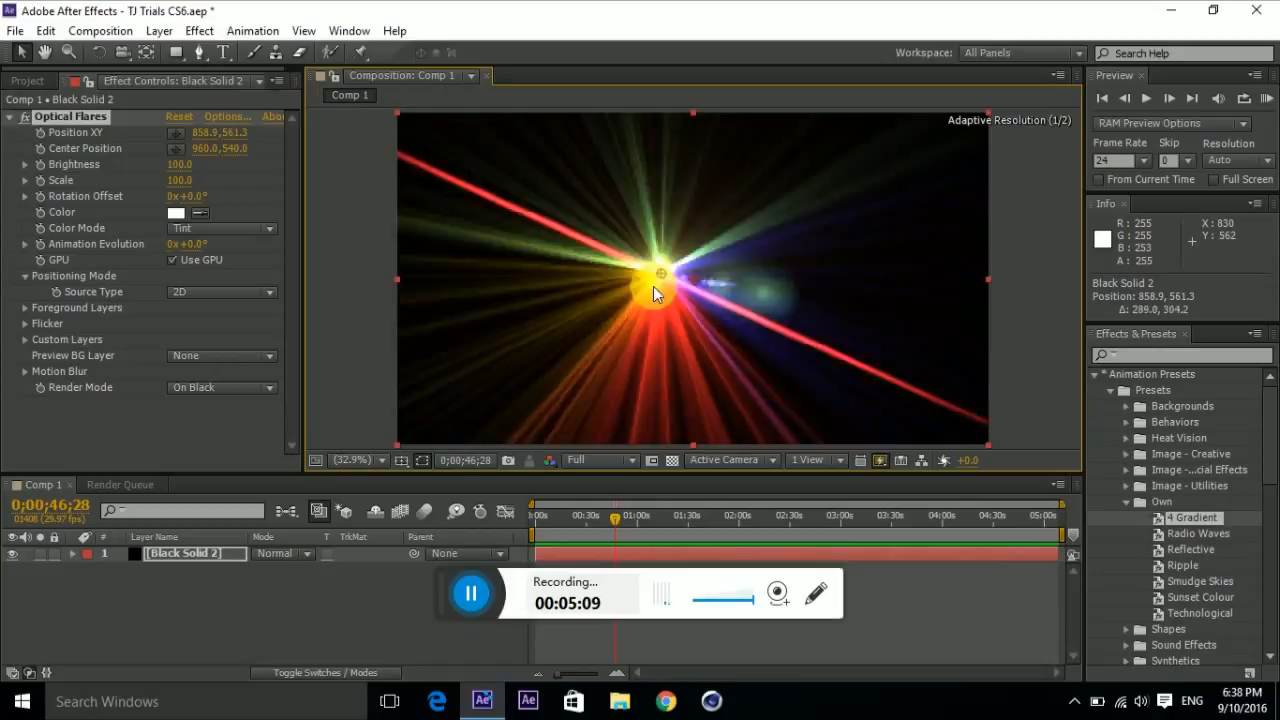 Adobe After Effects - TJ Trials CS6.aep *
File Edit Composition Layer Effect Animation View Window Help
Workspace: All Panels Search Help
Project Effect Controls: Black Solid 2
Comp 1 • Black Solid 2
fx Optical Flares Reset Options... Abou
Position XY 858.9,561.3
Center Position 960.0,540.0
Brightness 100.0
Scale 100.0
Rotation Offset 0x+0.0°
Color
Color Mode Tint
Animation Evolution 0x+0.0°
GPU Use GPU
Positioning Mode
Source Type 2D
Foreground Layers
Flicker
Custom Layers
Preview BG Layer None
Motion Blur
Render Mode On Black
Composition: Comp 1
Comp 1
Adaptive Resolution (1/2)
(32.9%) 0;00;46;28 Full Active Camera 1 View +0.0
Preview
RAM Preview Options
Frame Rate Skip Resolution
24 0 Auto
From Current Time Full Screen
Info
R : 255 X : 830
G : 255 Y : 562
B : 253
A : 255
Black Solid 2
Position: 858.9, 561.3
Δ: 289.0, 304.2
Effects & Presets
* Animation Presets
Presets
Backgrounds
Behaviors
Heat Vision
Image - Creative
Image -...cial Effects
Image - Utilities
Own
4 Gradient
Radio Waves
Reflective
Ripple
Smudge Skies
Sunset Colour
Technological
Shapes
Sound Effects
Synthetics
Comp 1 Render Queue
0;00;46;28
01408 (29.97 fps)
:00s 00:30s 01:00s 01:30s 02:00s 02:30s 03:00s 03:30s 04:00s 04:30s 05:00s
# Layer Name Mode T TrkMat Parent
1 [Black Solid 2] Normal None
Recording...
00:05:09
Toggle Switches / Modes
Search Windows
Ae Ae
ENG
6:38 PM
9/10/2016